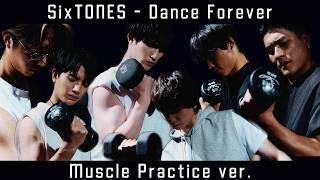 SixTONES - Dance Forever
Muscle Practice ver.